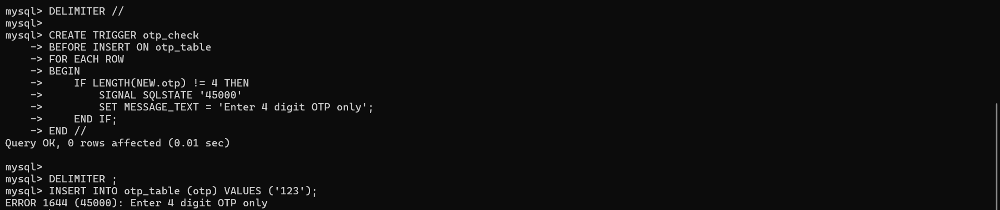 mysql> DELIMITER //
mysql>
mysql> CREATE TRIGGER otp_check
    -> BEFORE INSERT ON otp_table
    -> FOR EACH ROW
    -> BEGIN
    ->     IF LENGTH(NEW.otp) != 4 THEN
    ->         SIGNAL SQLSTATE '45000'
    ->         SET MESSAGE_TEXT = 'Enter 4 digit OTP only';
    ->     END IF;
    -> END //
Query OK, 0 rows affected (0.01 sec)

mysql>
mysql> DELIMITER ;
mysql> INSERT INTO otp_table (otp) VALUES ('123');
ERROR 1644 (45000): Enter 4 digit OTP only